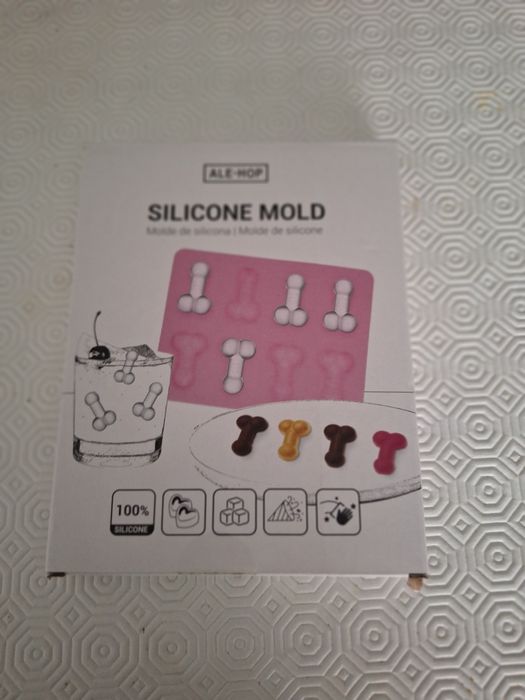 ALE-HOP
SILICONE MOLD
Molde de silicona | Molde de silicone
100%
SILICONE